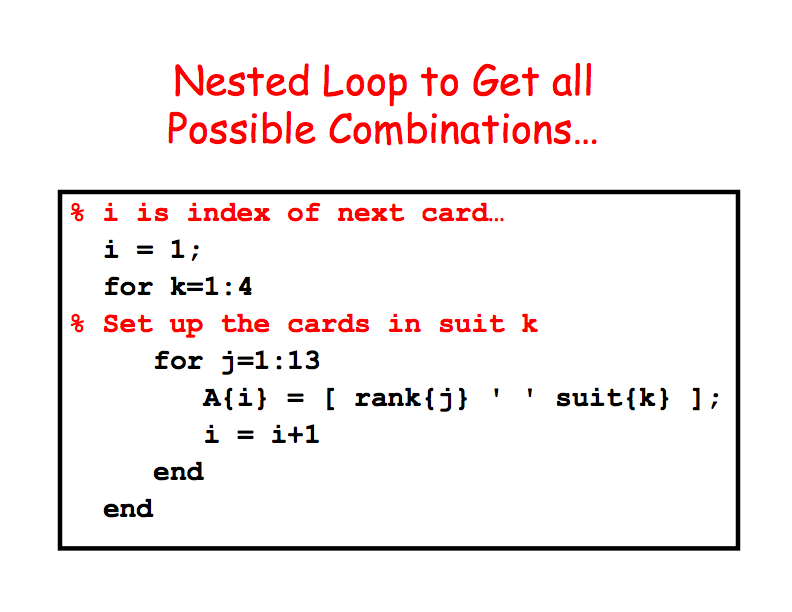 Nested Loop to Get all
Possible Combinations…
% i is index of next card…
i = 1;
for k=1:4
% Set up the cards in suit k
for j=1:13
A{i} = [ rank{j} ' ' suit{k} ];
i = i+1
end
end